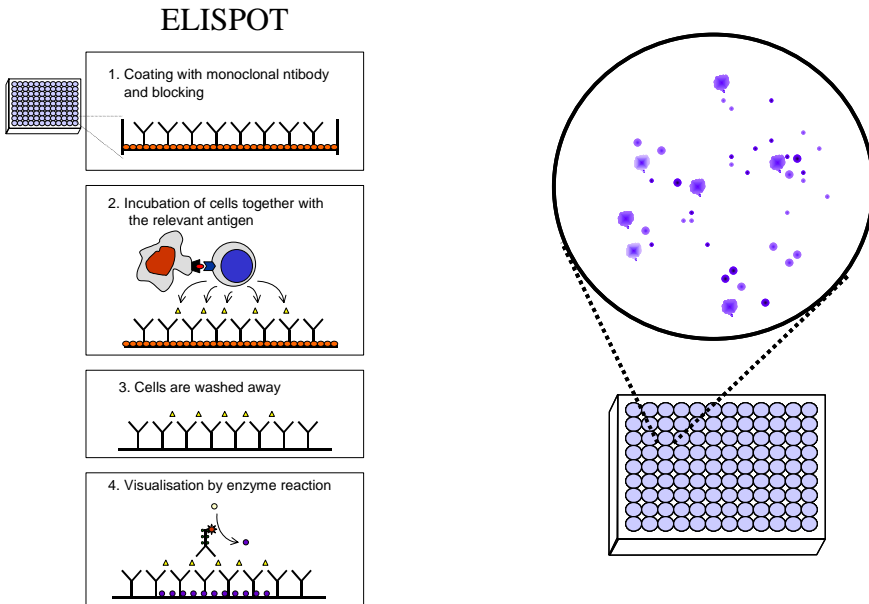 ELISPOT
1. Coating with monoclonal ntibody
and blocking
2. Incubation of cells together with
the relevant antigen
3. Cells are washed away
4. Visualisation by enzyme reaction